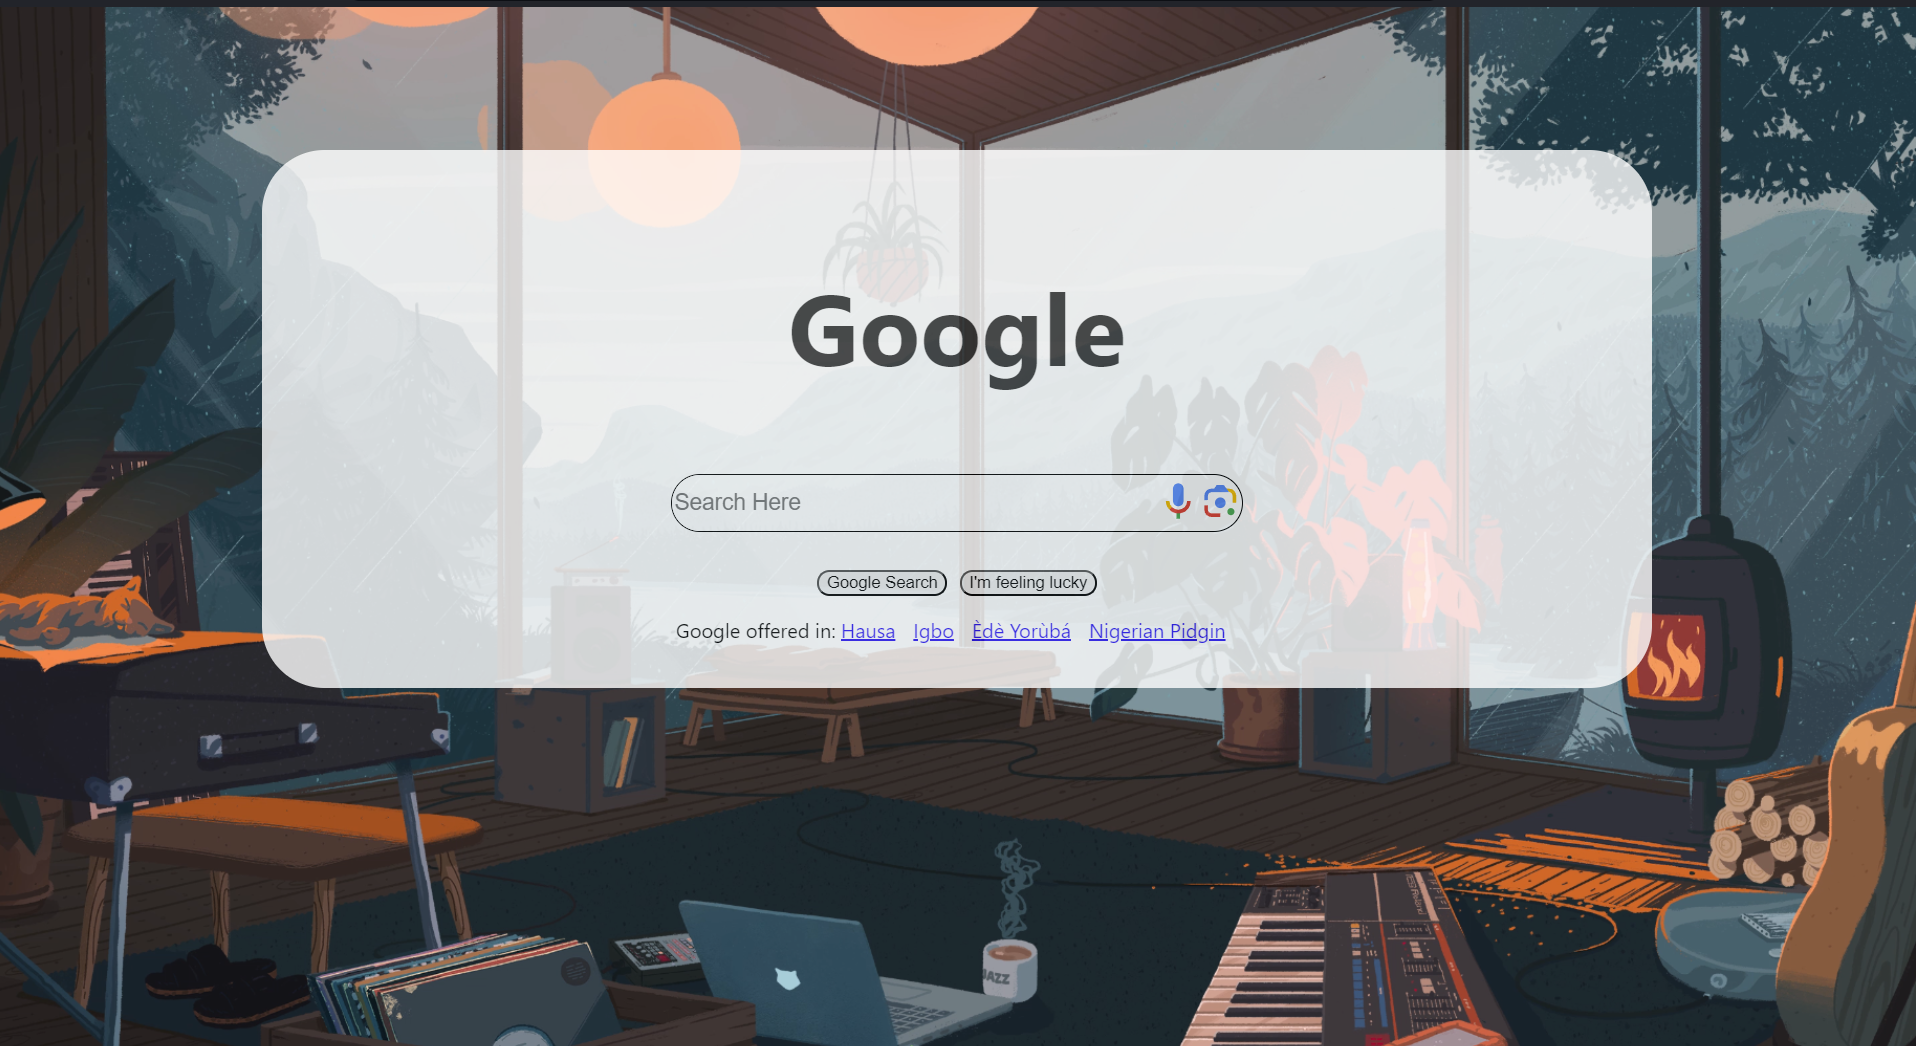 Google
Search Here
Google Search I'm feeling lucky
Google offered in: Hausa Igbo Èdè Yorùbá Nigerian Pidgin
JAZZ